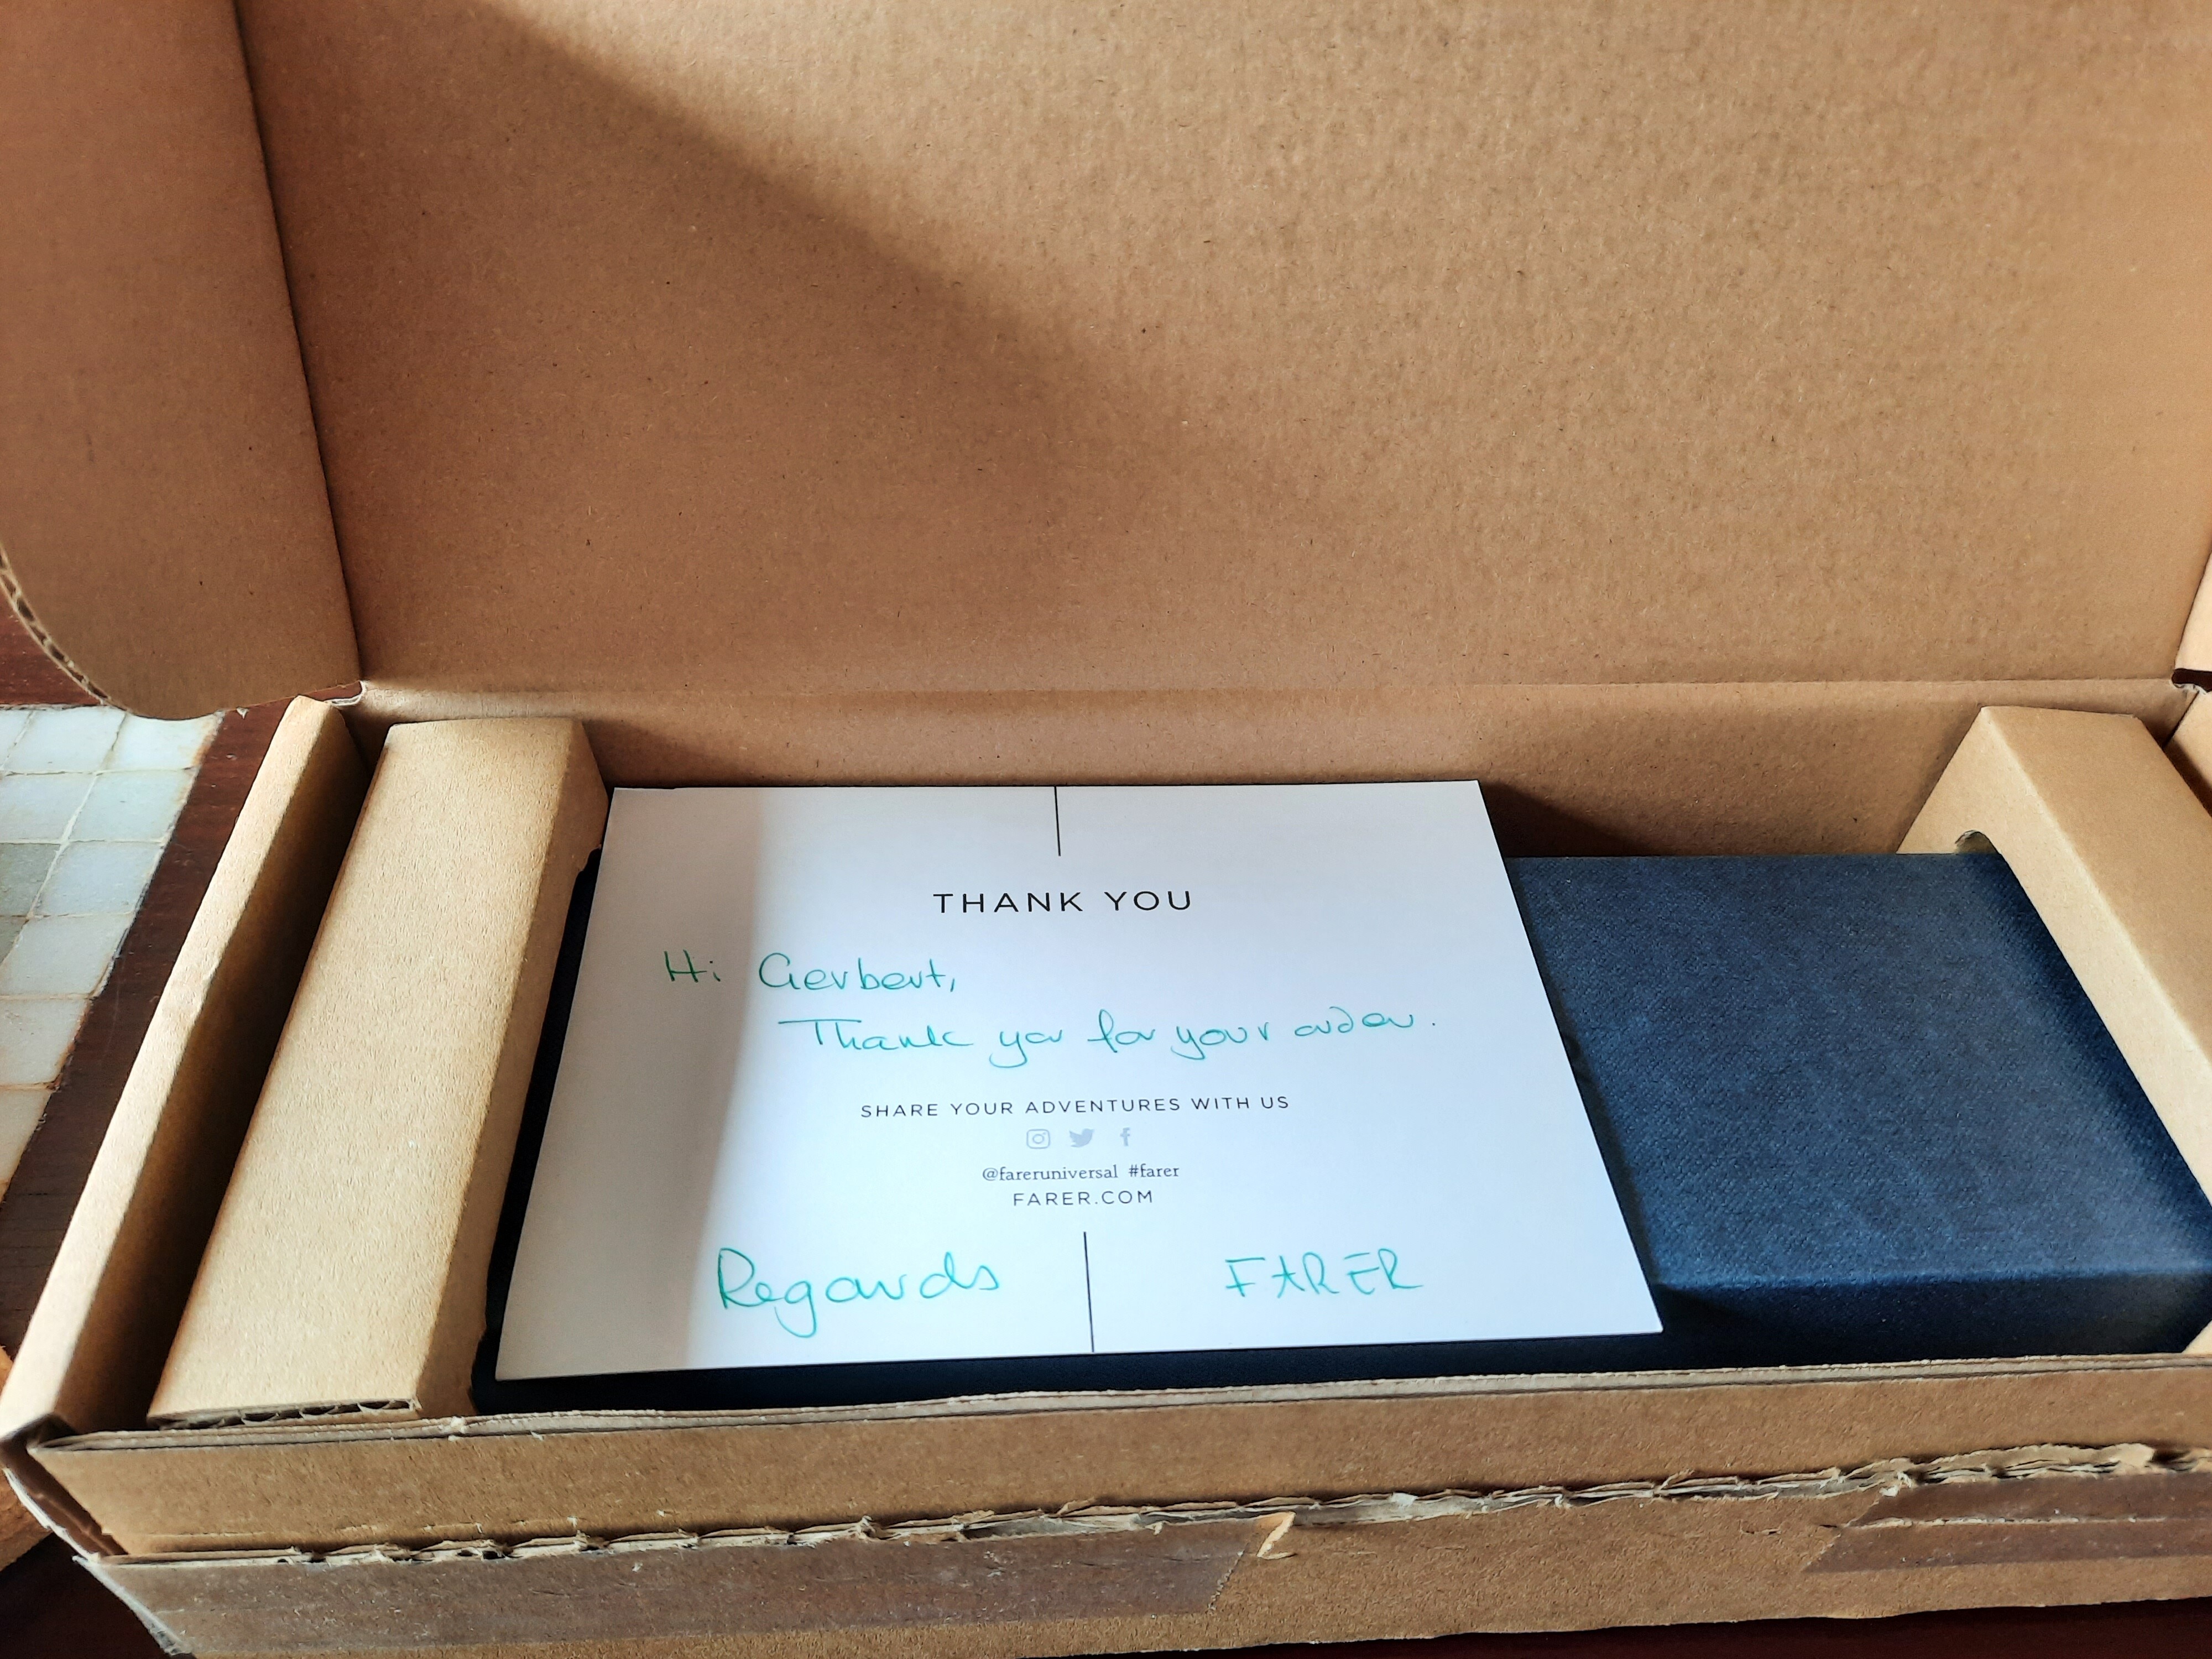 THANK YOU
Hi Gerbert,
Thank you for your order.
SHARE YOUR ADVENTURES WITH US
@fareruniversal #farer
FARER.COM
Regards FARER